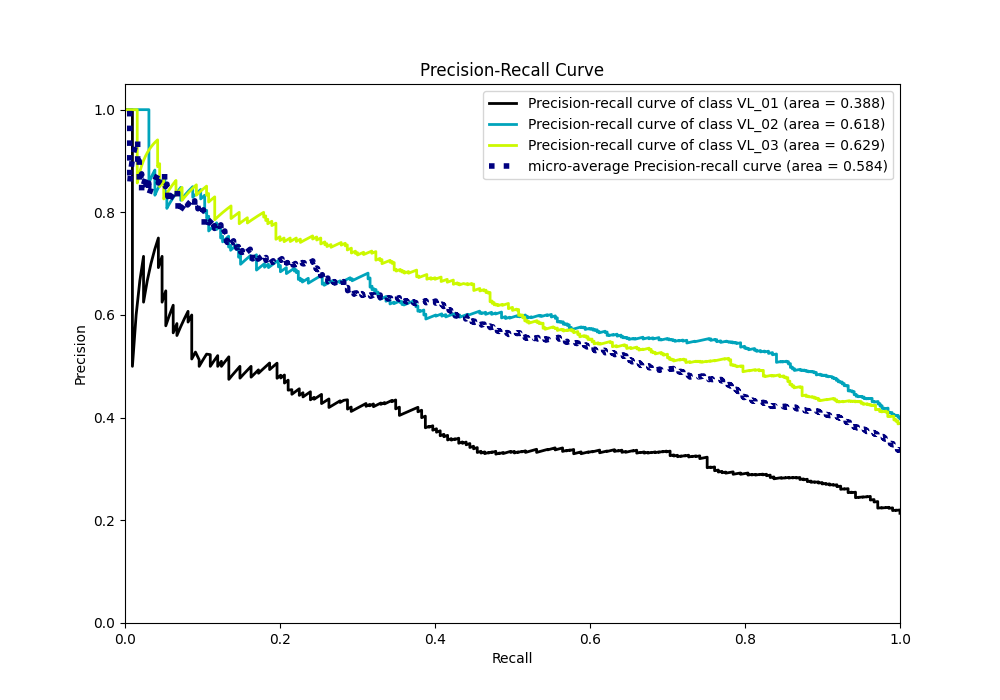 Precision-Recall Curve
Precision-recall curve of class VL_01 (area = 0.388)
Precision-recall curve of class VL_02 (area = 0.618)
Precision-recall curve of class VL_03 (area = 0.629)
micro-average Precision-recall curve (area = 0.584)
1.0
0.8
0.6
0.4
0.2
0.0
Precision
0.0 0.2 0.4 0.6 0.8 1.0
Recall